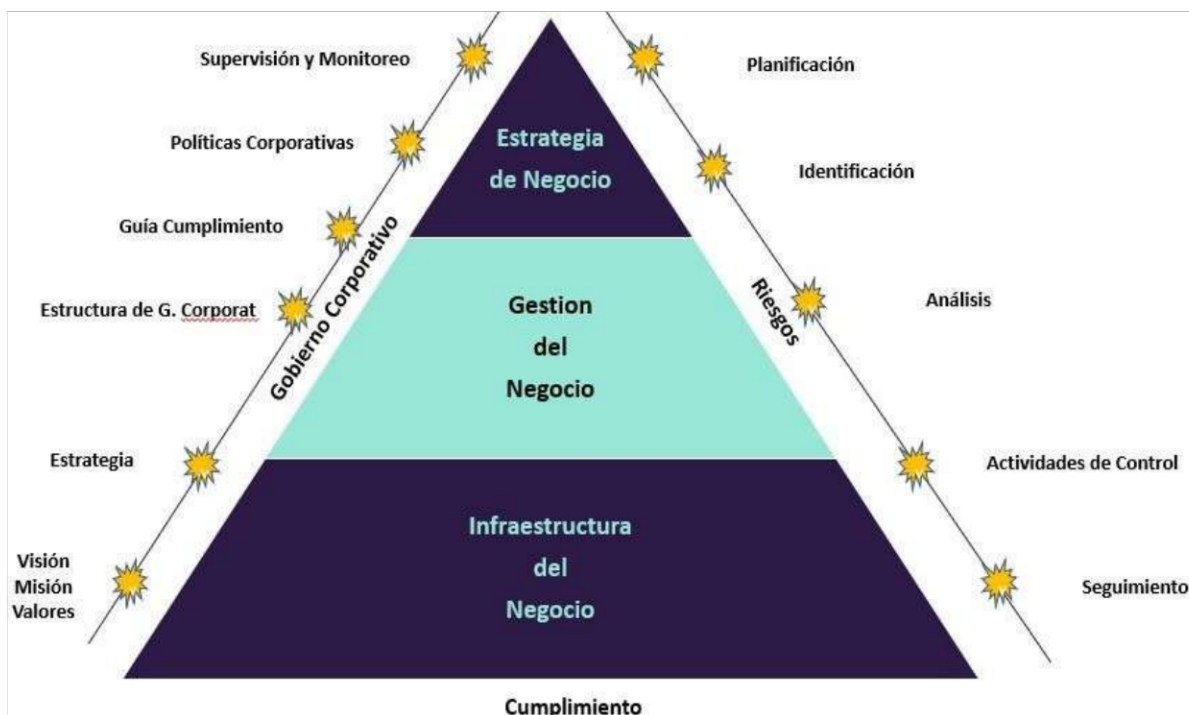 Supervisión y Monitoreo
Políticas Corporativas
Guía Cumplimiento
Estructura de G. Corporat
Estrategia
Visión
Misión
Valores
Gobierno Corporativo
Estrategia
de Negocio
Gestion
del
Negocio
Infraestructura
del
Negocio
Riesgos
Planificación
Identificación
Análisis
Actividades de Control
Seguimiento
Cumplimiento